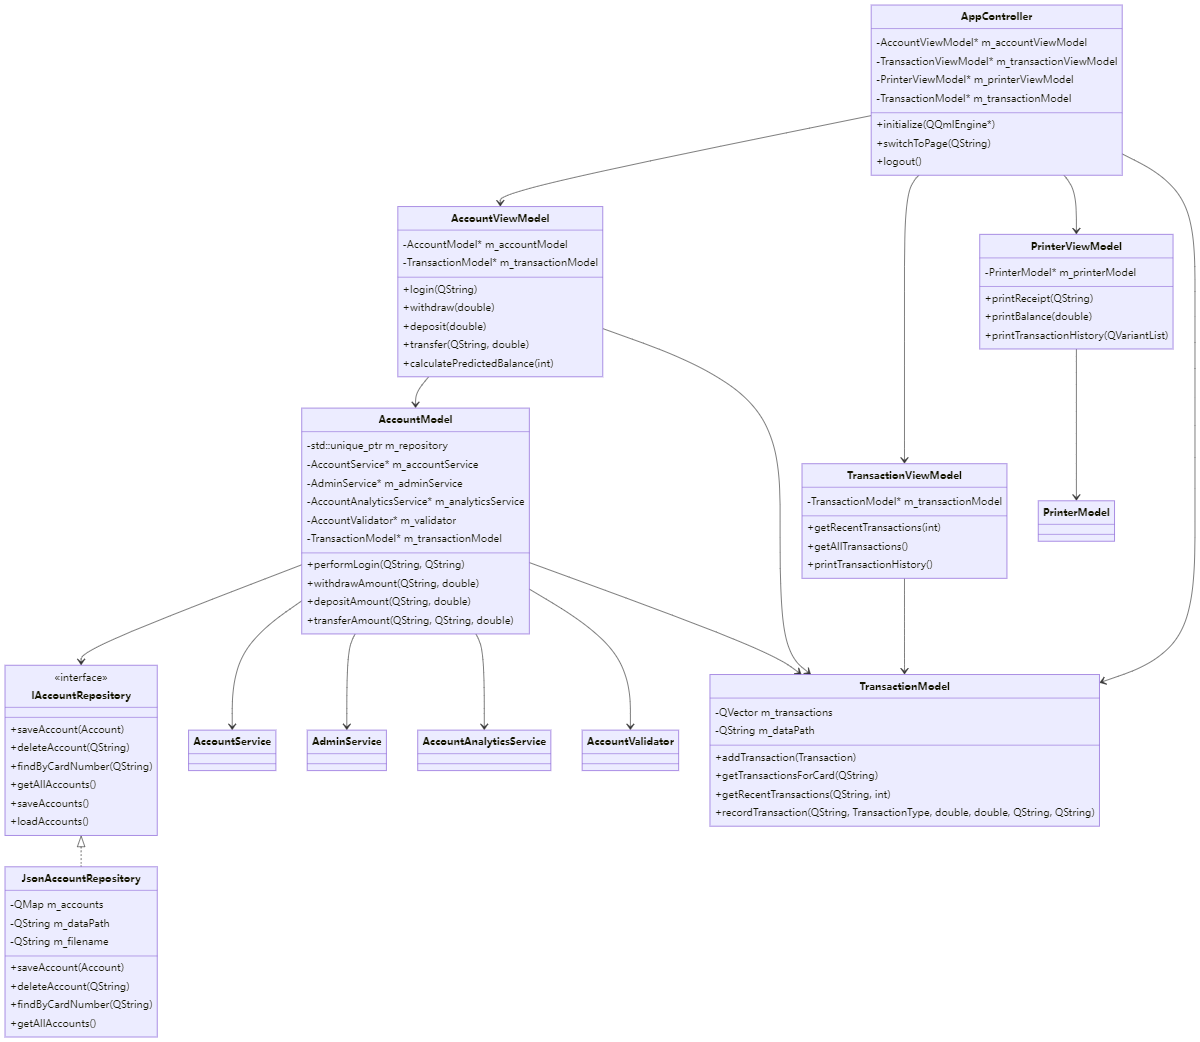 AppController
-AccountViewModel* m_accountViewModel
-TransactionViewModel* m_transactionViewModel
-PrinterViewModel* m_printerViewModel
-TransactionModel* m_transactionModel
+initialize(QQmlEngine*)
+switchToPage(QString)
+logout()
AccountViewModel
-AccountModel* m_accountModel
-TransactionModel* m_transactionModel
+login(QString)
+withdraw(double)
+deposit(double)
+transfer(QString, double)
+calculatePredictedBalance(int)
PrinterViewModel
-PrinterModel* m_printerModel
+printReceipt(QString)
+printBalance(double)
+printTransactionHistory(QVariantList)
AccountModel
-std::unique_ptr m_repository
-AccountService* m_accountService
-AdminService* m_adminService
-AccountAnalyticsService* m_analyticsService
-AccountValidator* m_validator
-TransactionModel* m_transactionModel
+performLogin(QString, QString)
+withdrawAmount(QString, double)
+depositAmount(QString, double)
+transferAmount(QString, QString, double)
TransactionViewModel
-TransactionModel* m_transactionModel
+getRecentTransactions(int)
+getAllTransactions()
+printTransactionHistory()
PrinterModel
«interface»
IAccountRepository
+saveAccount(Account)
+deleteAccount(QString)
+findByCardNumber(QString)
+getAllAccounts()
+saveAccounts()
+loadAccounts()
AccountService
AdminService
AccountAnalyticsService
AccountValidator
TransactionModel
-QVector m_transactions
-QString m_dataPath
+addTransaction(Transaction)
+getTransactionsForCard(QString)
+getRecentTransactions(QString, int)
+recordTransaction(QString, TransactionType, double, double, QString, QString)
JsonAccountRepository
-QMap m_accounts
-QString m_dataPath
-QString m_filename
+saveAccount(Account)
+deleteAccount(QString)
+findByCardNumber(QString)
+getAllAccounts()